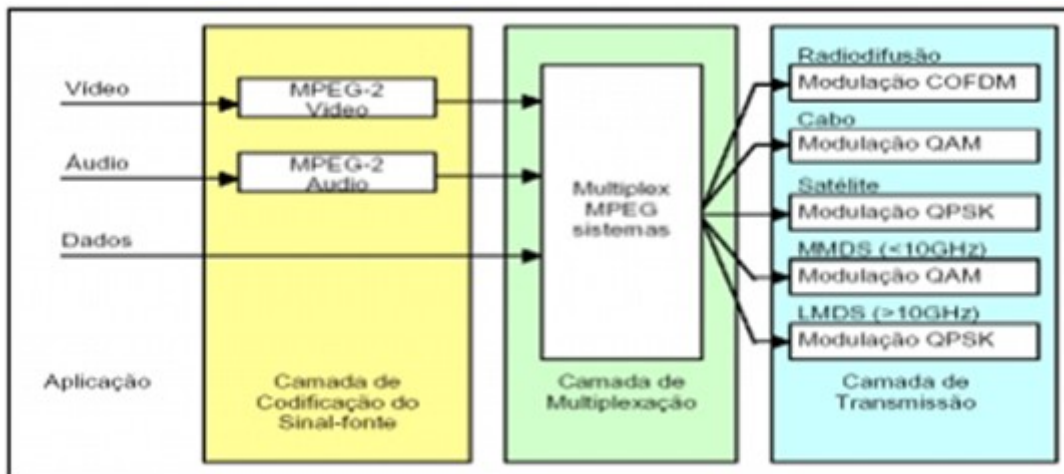 Vídeo
MPEG-2
Video
Áudio
MPEG-2
Audio
Dados
Aplicação
Camada de
Codificação do
Sinal-fonte
Multiplex
MPEG
sistemas
Camada de
Multiplexação
Radiodifusão
Modulação COFDM
Cabo
Modulação QAM
Satélite
Modulação QPSK
MMDS (<10GHz)
Modulação QAM
LMDS (>10GHz)
Modulação QPSK
Camada de
Transmissão